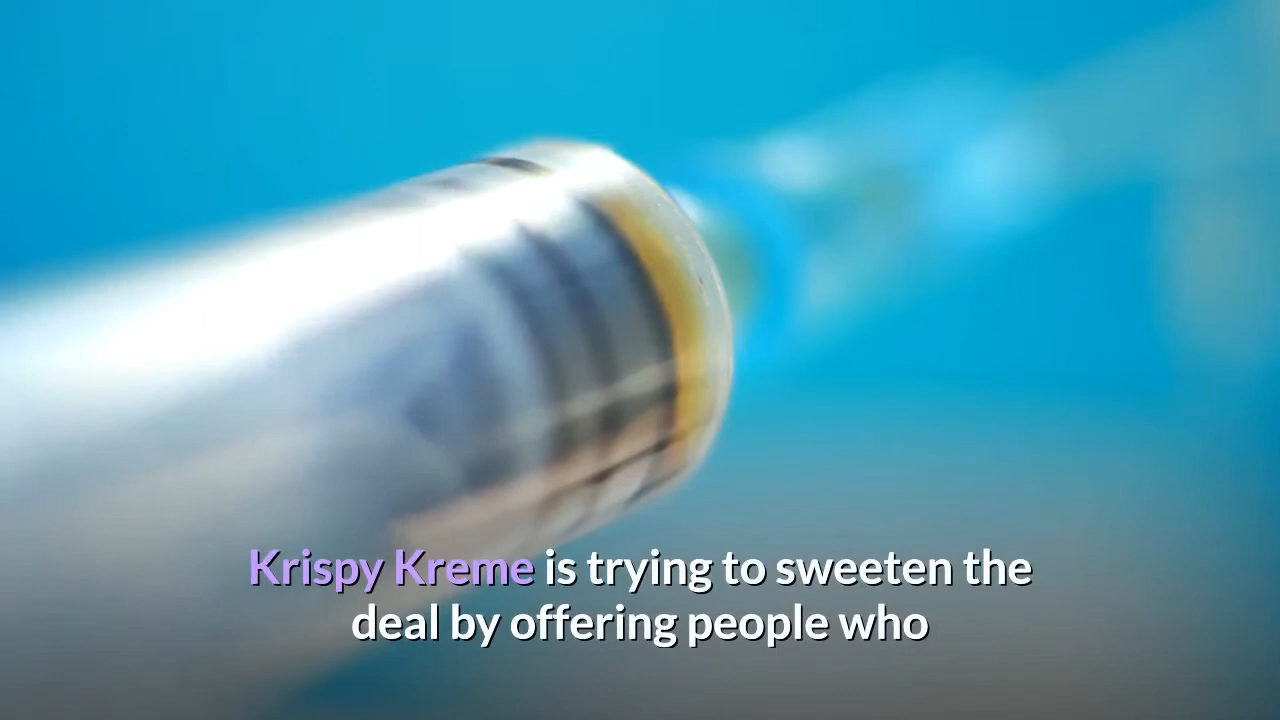 Krispy Kreme is trying to sweeten the
deal by offering people who